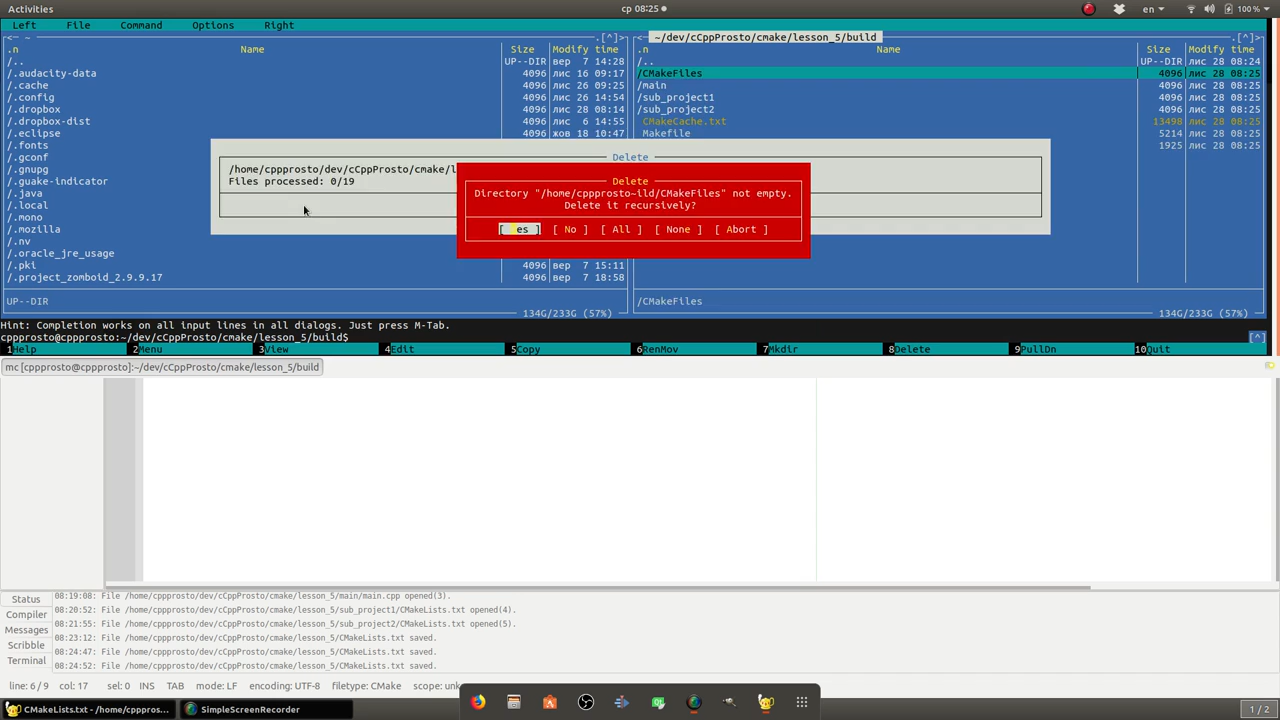 Activities
ср 08:25
en
100 %
Left File Command Options Right
<─ ~ .[^]>
<─ ~/dev/cCppProsto/cmake/lesson_5/build .[^]>
.n Name Size Modify time
.n Name Size Modify time
/.. UP--DIR вер 7 14:28
/.audacity-data 4096 лис 16 09:17
/.cache 4096 лис 26 09:25
/.config 4096 лис 26 14:54
/.dropbox 4096 лис 28 08:14
/.dropbox-dist 4096 лис 6 14:55
/.eclipse 4096 жов 18 10:47
/.fonts
/.gconf
/.gnupg
/.guake-indicator
/.java
/.local
/.mono
/.mozilla
/.nv
/.oracle_jre_usage
/.pki 4096 вер 7 15:11
/.project_zomboid_2.9.9.17 4096 вер 7 18:58
UP--DIR
134G/233G (57%)
/.. UP--DIR лис 28 08:24
/CMakeFiles 4096 лис 28 08:25
/main 4096 лис 28 08:25
/sub_project1 4096 лис 28 08:25
/sub_project2 4096 лис 28 08:25
CMakeCache.txt 13498 лис 28 08:25
Makefile 5214 лис 28 08:25
1925 лис 28 08:25
/CMakeFiles
134G/233G (57%)
Delete
/home/cppprosto/dev/cCppProsto/cmake/l
Files processed: 0/19
Delete
Directory "/home/cppprosto~ild/CMakeFiles" not empty.
Delete it recursively?
[ Yes ] [ No ] [ All ] [ None ] [ Abort ]
Hint: Completion works on all input lines in all dialogs. Just press M-Tab.
cppprosto@cppprosto:~/dev/cCppProsto/cmake/lesson_5/build$ [^]
1Help 2Menu 3View 4Edit 5Copy 6RenMov 7Mkdir 8Delete 9PullDn 10Quit
mc [cppprosto@cppprosto]:~/dev/cCppProsto/cmake/lesson_5/build
Status
Compiler
Messages
Scribble
Terminal
08:19:08: File /home/cppprosto/dev/cCppProsto/cmake/lesson_5/main/main.cpp opened(3).
08:20:52: File /home/cppprosto/dev/cCppProsto/cmake/lesson_5/sub_project1/CMakeLists.txt opened(4).
08:21:55: File /home/cppprosto/dev/cCppProsto/cmake/lesson_5/sub_project2/CMakeLists.txt opened(5).
08:23:12: File /home/cppprosto/dev/cCppProsto/cmake/lesson_5/CMakeLists.txt saved.
08:24:47: File /home/cppprosto/dev/cCppProsto/cmake/lesson_5/CMakeLists.txt saved.
08:24:52: File /home/cppprosto/dev/cCppProsto/cmake/lesson_5/CMakeLists.txt saved.
line: 6 / 9 col: 17 sel: 0 INS TAB mode: LF encoding: UTF-8 filetype: CMake scope: unk
CMakeLists.txt - /home/cpppros...
SimpleScreenRecorder
1 / 2